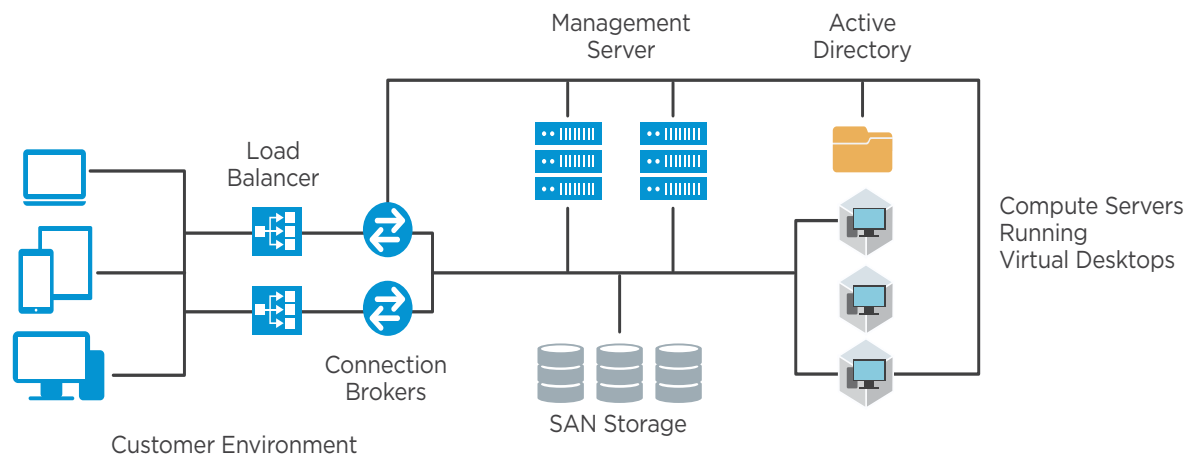 Management
Server
Active
Directory
Load
Balancer
Compute Servers
Running
Virtual Desktops
Connection
Brokers
SAN Storage
Customer Environment